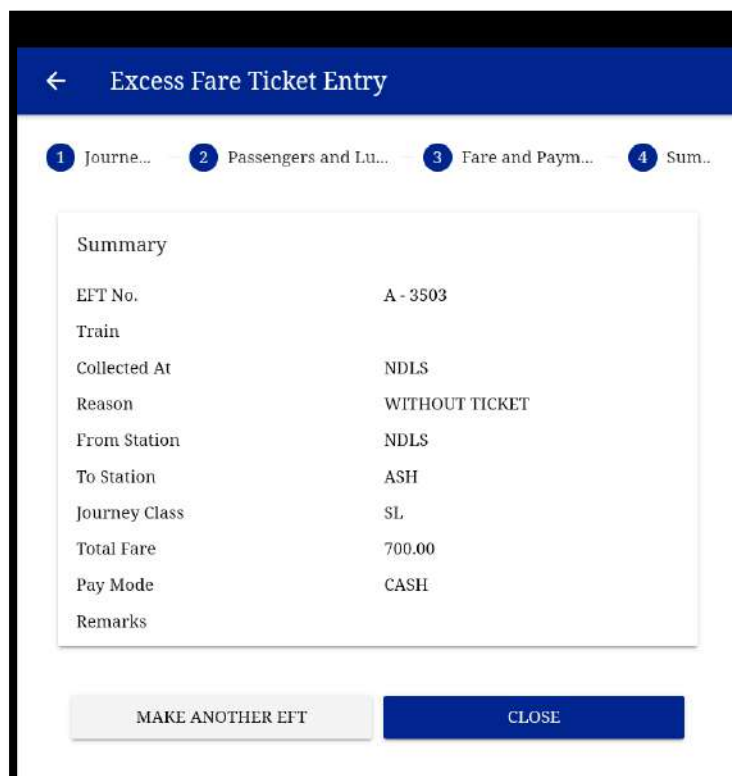 ← Excess Fare Ticket Entry
1 Journe... 2 Passengers and Lu... 3 Fare and Paym... 4 Sum..
Summary
EFT No. A - 3503
Train
Collected At NDLS
Reason WITHOUT TICKET
From Station NDLS
To Station ASH
Journey Class SL
Total Fare 700.00
Pay Mode CASH
Remarks
MAKE ANOTHER EFT CLOSE